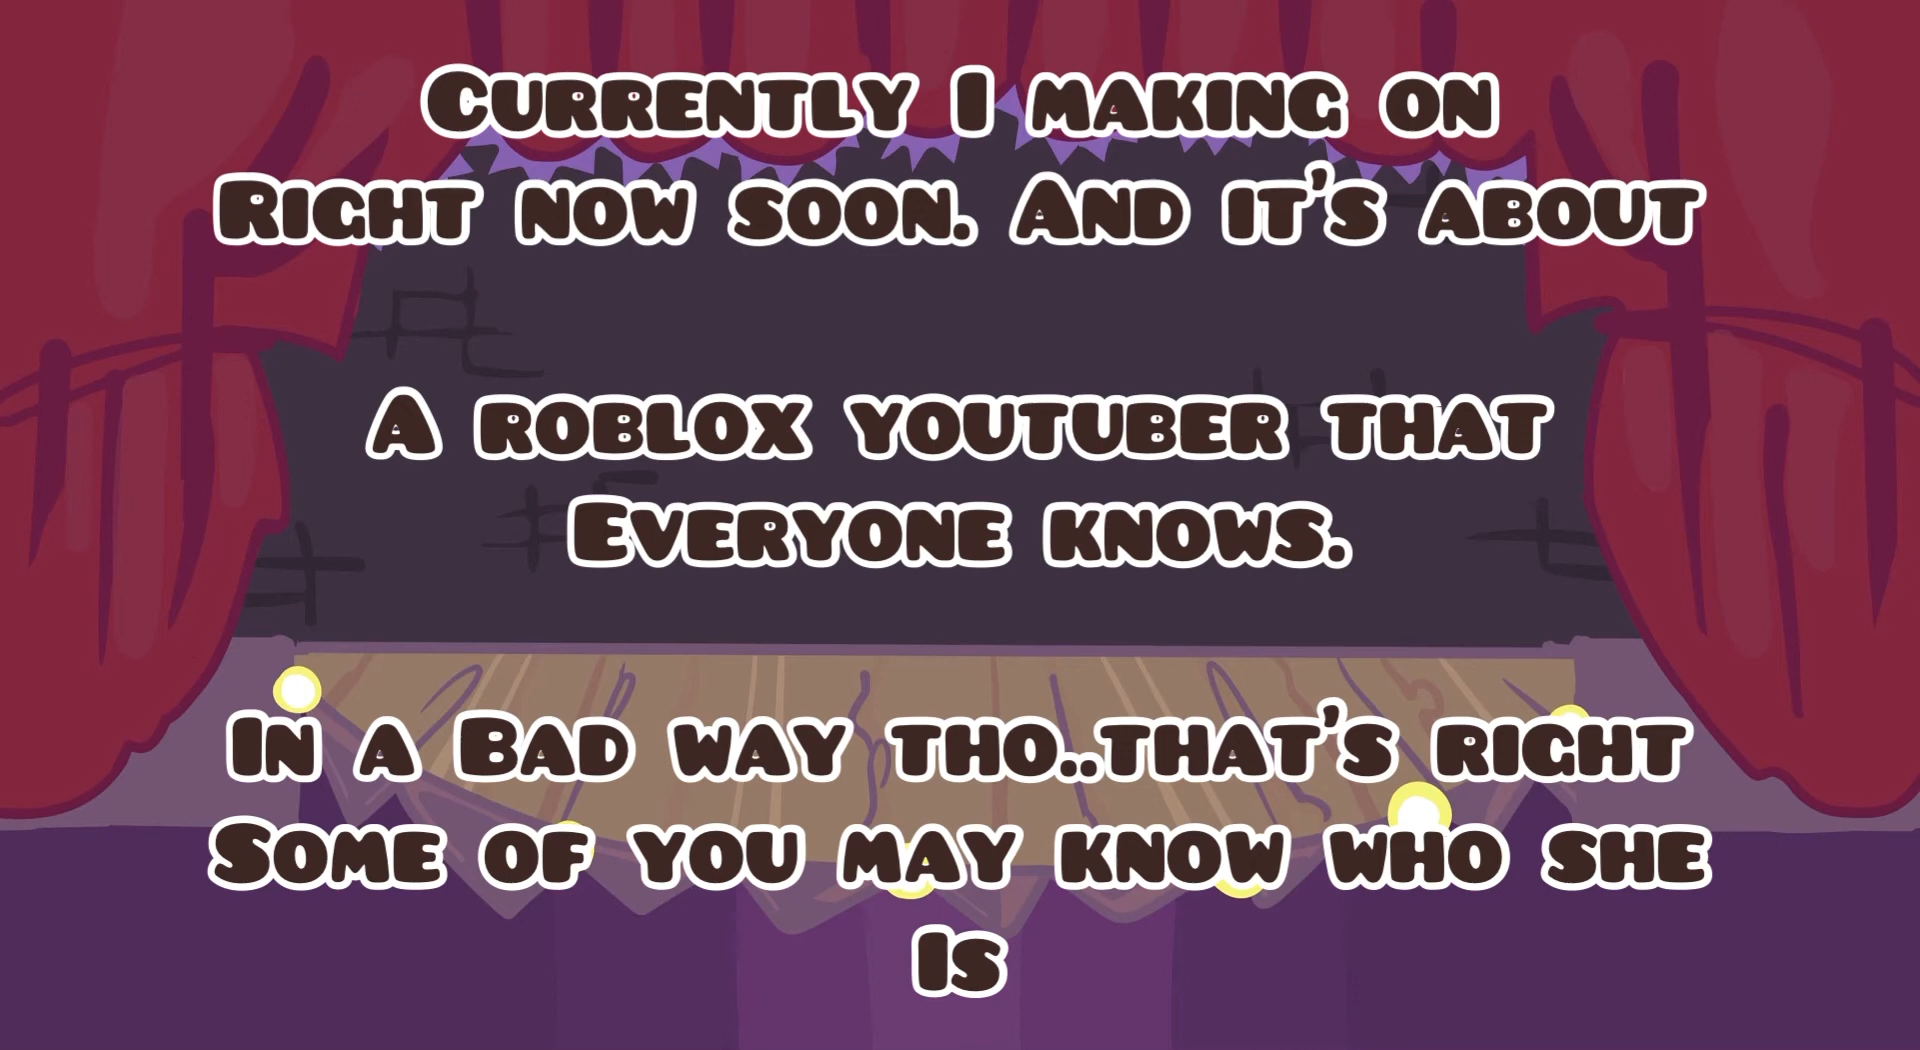 Currently I making on
Right now soon. And it's about
A roblox youtuber that
Everyone knows.
In a Bad way tho..that's right
Some of you may know who she
Is